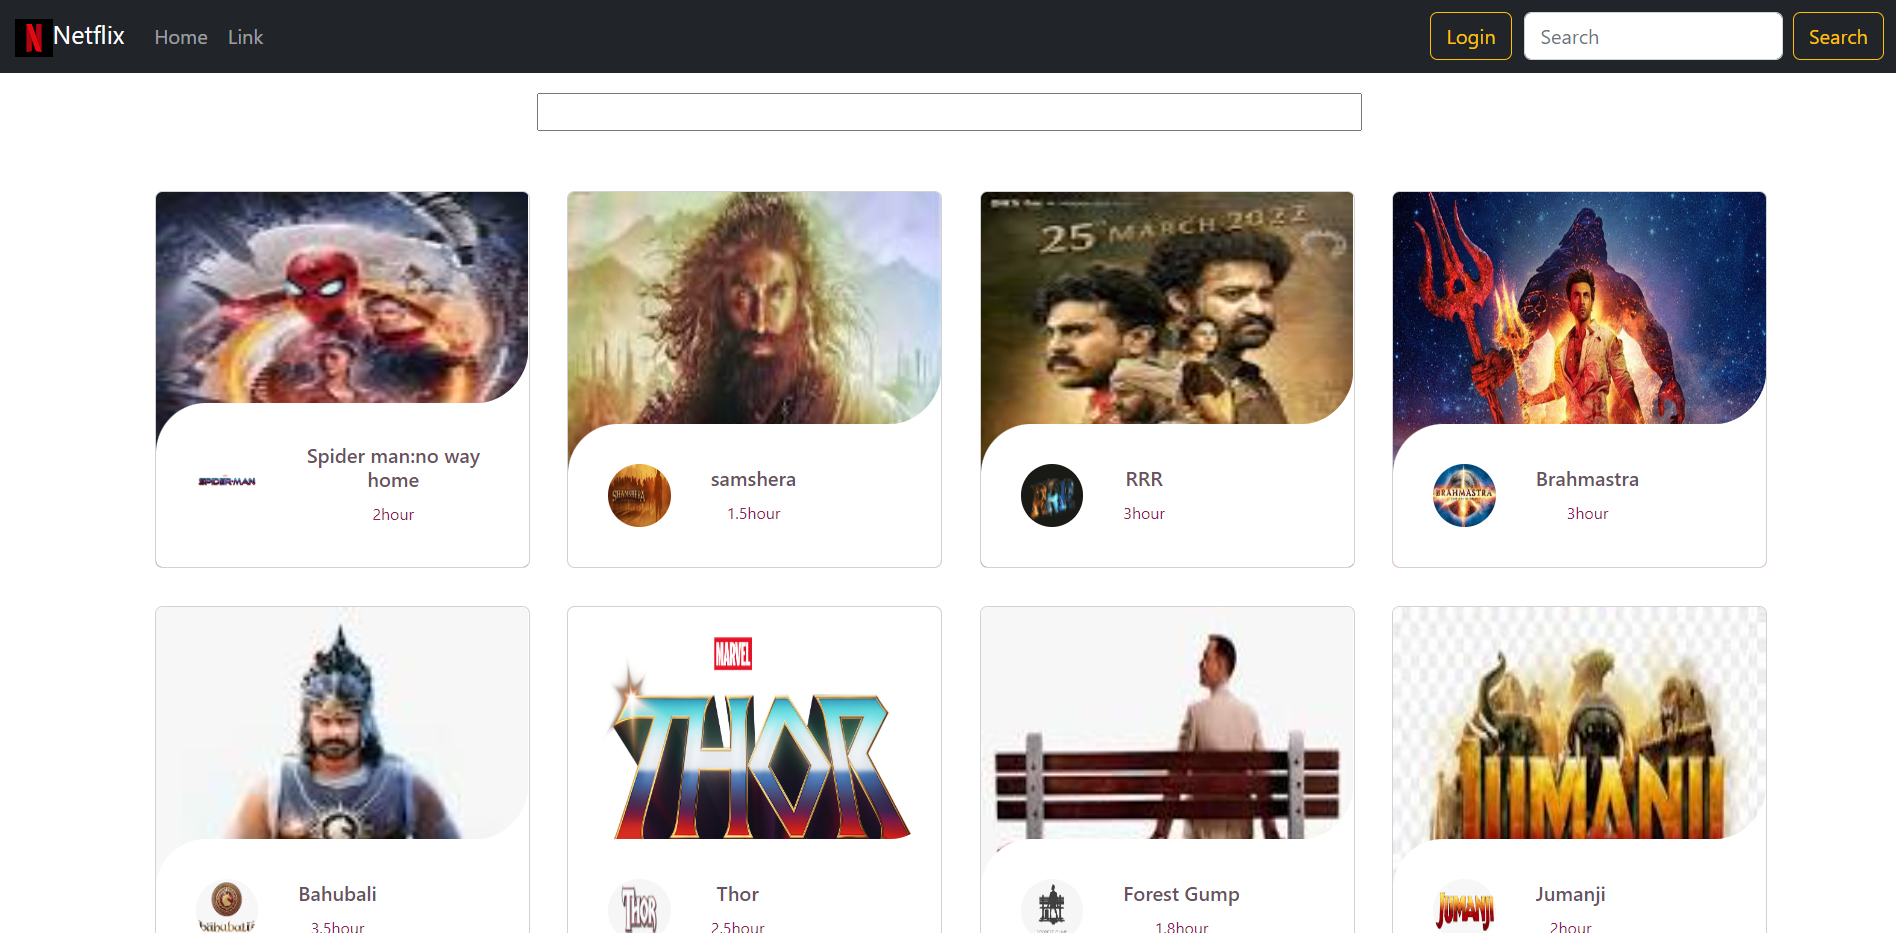 N Netflix Home Link Login Search Search
25 MARCH 2022
Spider man:no way
home
SPIDER-MAN
2hour
SHAMSHERA
samshera
1.5hour
RRR
RRR
3hour
BRAHMASTRA
Brahmastra
3hour
MARVEL
THOR
JUMANJI
bahubali
Bahubali
3.5hour
THOR
Thor
2.5hour
Forest Gump
1.8hour
JUMANJI
Jumanji
2hour